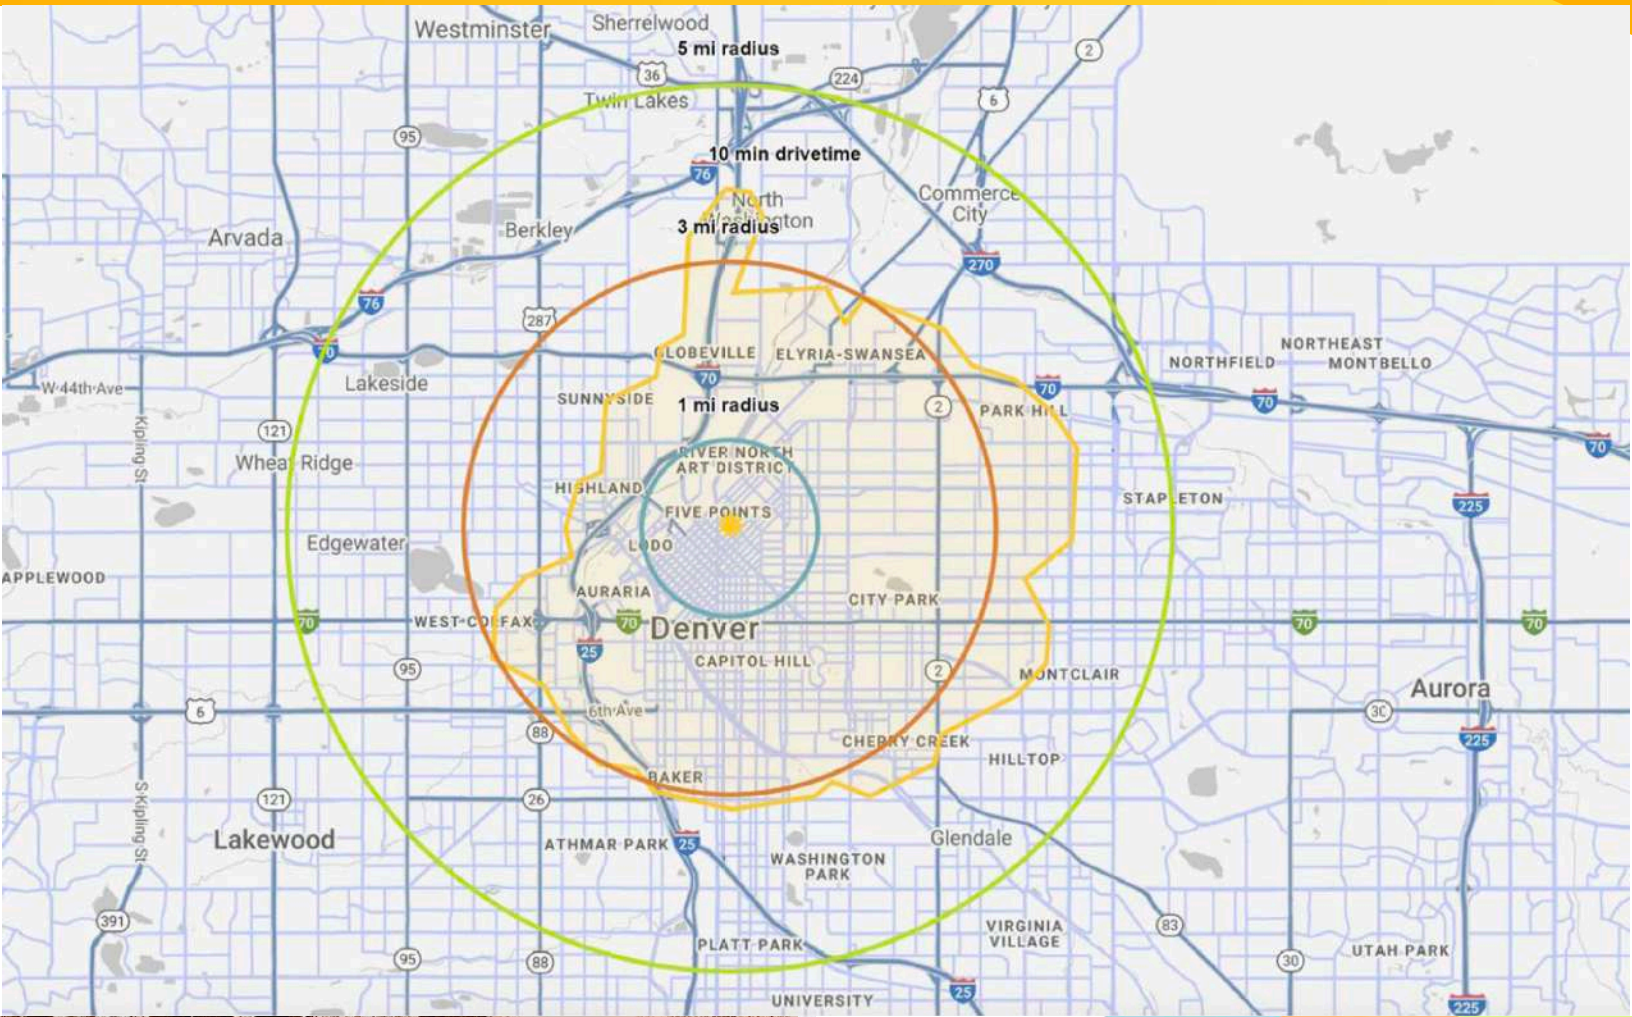 Westminster
Sherrelwood
5 mi radius
36
224
2
Twin Lakes
6
95
10 min drivetime
76
North
Washington
Commerce
City
3 mi radius
Berkley
Arvada
270
76
287
70
GLOBEVILLE
ELYRIA-SWANSEA
NORTHEAST
NORTHFIELD
MONTBELLO
W 44th Ave
Lakeside
70
70
70
SUNNYSIDE
1 mi radius
2
PARK HILL
121
Kipling St
70
Wheat Ridge
RIVER NORTH
ART DISTRICT
HIGHLAND
STAPLETON
225
FIVE POINTS
Edgewater
LODO
APPLEWOOD
AURARIA
CITY PARK
70
WEST COLFAX
70
Denver
70
70
25
CAPITOL HILL
95
2
MONTCLAIR
Aurora
6
6th Ave
30
88
CHERRY CREEK
225
HILLTOP
BAKER
121
26
S Kipling St
Lakewood
ATHMAR PARK
25
Glendale
WASHINGTON
PARK
391
83
VIRGINIA
VILLAGE
PLATT PARK
UTAH PARK
95
88
30
25
UNIVERSITY
225